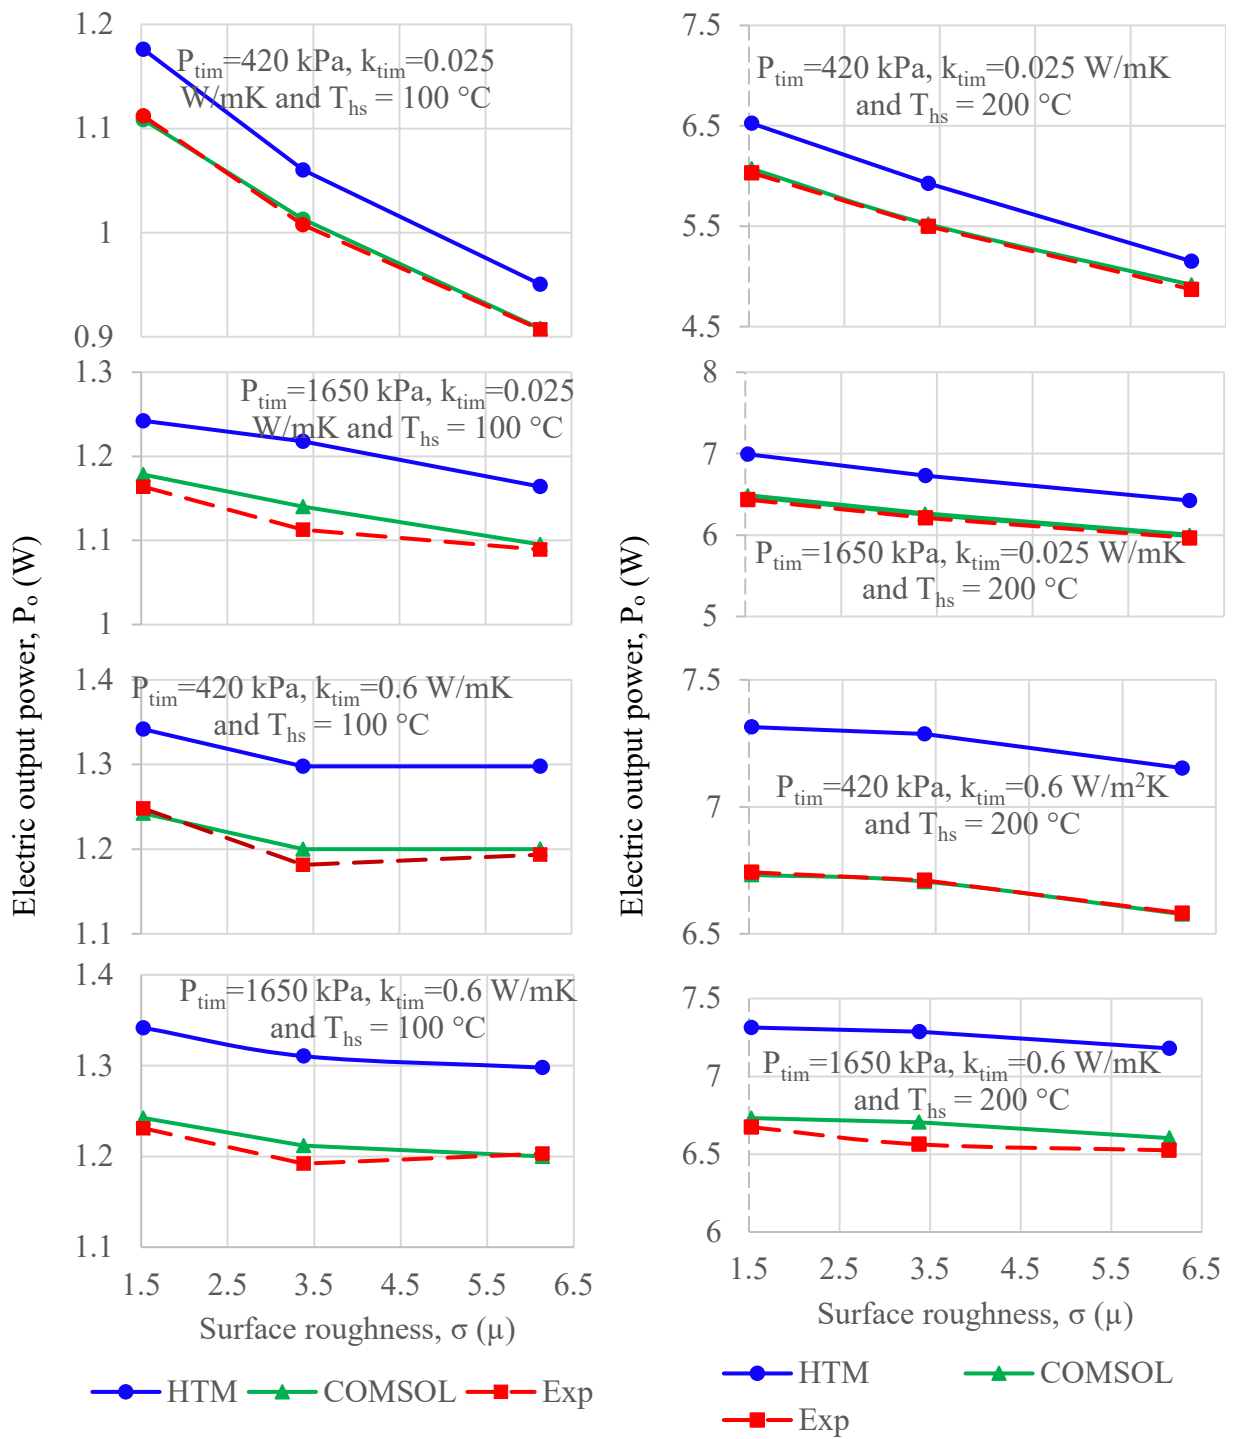 Electric output power, Pₒ (W)
1.2
1.1
1
0.9
Pₜᵢₘ=420 kPa, kₜᵢₘ=0.025
W/mK and Tₕₛ = 100 °C
1.3
1.2
1.1
1
Pₜᵢₘ=1650 kPa, kₜᵢₘ=0.025
W/mK and Tₕₛ = 100 °C
1.4
1.3
1.2
1.1
Pₜᵢₘ=420 kPa, kₜᵢₘ=0.6 W/mK
and Tₕₛ = 100 °C
1.4
1.3
1.2
1.1
Pₜᵢₘ=1650 kPa, kₜᵢₘ=0.6 W/mK
and Tₕₛ = 100 °C
1.5 2.5 3.5 4.5 5.5 6.5
Surface roughness, σ (µ)
HTM COMSOL Exp
Electric output power, Pₒ (W)
7.5
6.5
5.5
4.5
Pₜᵢₘ=420 kPa, kₜᵢₘ=0.025 W/mK
and Tₕₛ = 200 °C
8
7
6
5
Pₜᵢₘ=1650 kPa, kₜᵢₘ=0.025 W/mK
and Tₕₛ = 200 °C
7.5
7
6.5
Pₜᵢₘ=420 kPa, kₜᵢₘ=0.6 W/m²K
and Tₕₛ = 200 °C
7.5
7
6.5
6
Pₜᵢₘ=1650 kPa, kₜᵢₘ=0.6 W/mK
and Tₕₛ = 200 °C
1.5 2.5 3.5 4.5 5.5 6.5
Surface roughness, σ (µ)
HTM COMSOL
Exp